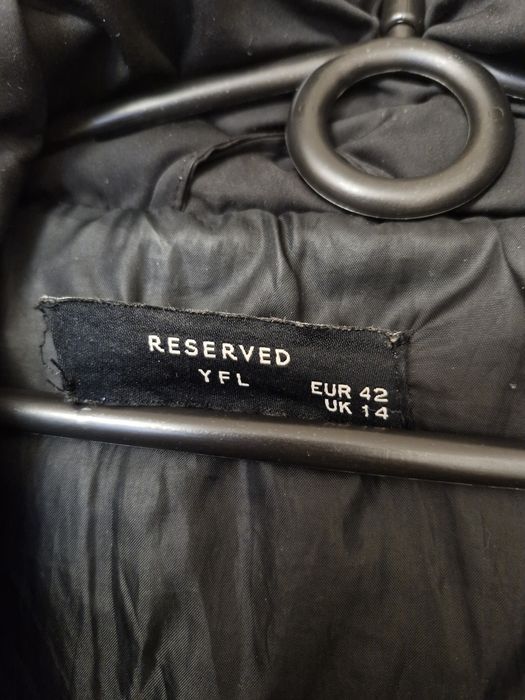 RESERVED
YFL
EUR 42
UK 14